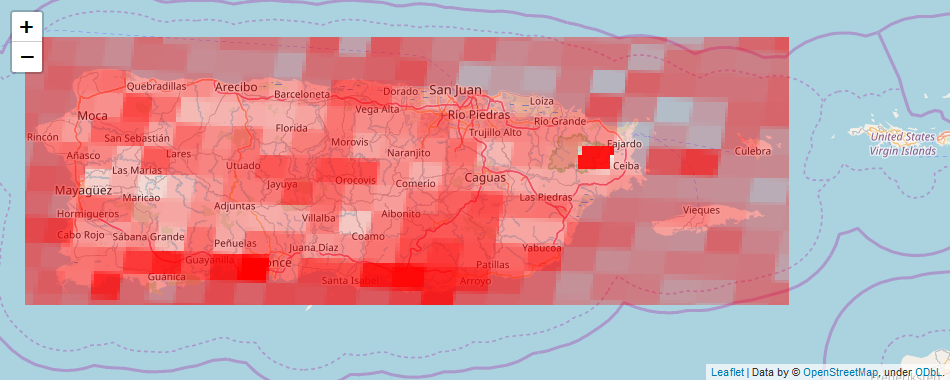 +
−
Quebradillas
Arecibo
Barceloneta
Dorado
San Juan
Loíza
Moca
Vega Alta
Río Piedras
Río Grande
Rincón
San Sebastián
Florida
Morovis
Trujillo Alto
Fajardo
Culebra
United States
Virgin Islands
Añasco
Lares
Utuado
Naranjito
Ceiba
Las Marías
Mayagüez
Maricao
Jayuya
Orocovis
Comerio
Caguas
Las Piedras
Hormigueros
Adjuntas
Villalba
Aibonito
Vieques
Cabo Rojo
Sábana Grande
Peñuelas
Juana Díaz
Coamo
Yabucoa
Guayanilla
once
Patillas
Guánica
Santa Isabel
Arroyo
Leaflet | Data by © OpenStreetMap, under ODbL.